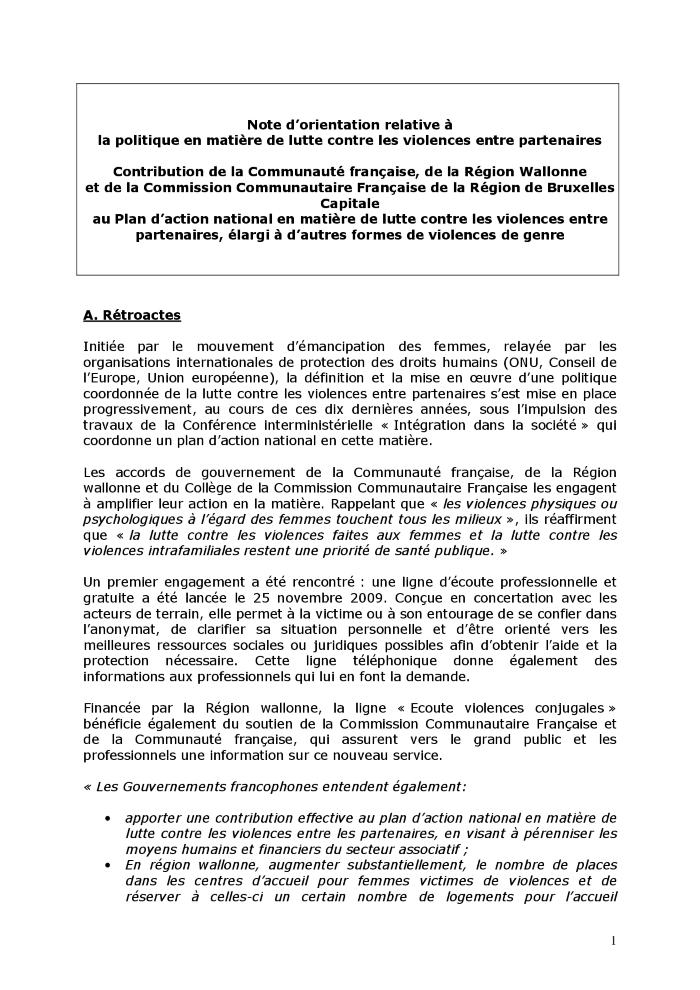 Note d’orientation relative à
la politique en matière de lutte contre les violences entre partenaires
Contribution de la Communauté française, de la Région Wallonne
et de la Commission Communautaire Française de la Région de Bruxelles
Capitale
au Plan d’action national en matière de lutte contre les violences entre
partenaires, élargi à d’autres formes de violences de genre
A. Rétroactes
Initiée par le mouvement d’émancipation des femmes, relayée par les
organisations internationales de protection des droits humains (ONU, Conseil de
l’Europe, Union européenne), la définition et la mise en œuvre d’une politique
coordonnée de la lutte contre les violences entre partenaires s’est mise en place
progressivement, au cours de ces dix dernières années, sous l’impulsion des
travaux de la Conférence interministérielle « Intégration dans la société » qui
coordonne un plan d’action national en cette matière.
Les accords de gouvernement de la Communauté française, de la Région
wallonne et du Collège de la Commission Communautaire Française les engagent
à amplifier leur action en la matière. Rappelant que « les violences physiques ou
psychologiques à l’égard des femmes touchent tous les milieux », ils réaffirment
que « la lutte contre les violences faites aux femmes et la lutte contre les
violences intrafamiliales restent une priorité de santé publique. »
Un premier engagement a été rencontré : une ligne d’écoute professionnelle et
gratuite a été lancée le 25 novembre 2009. Conçue en concertation avec les
acteurs de terrain, elle permet à la victime ou à son entourage de se confier dans
l’anonymat, de clarifier sa situation personnelle et d’être orienté vers les
meilleures ressources sociales ou juridiques possibles afin d’obtenir l’aide et la
protection nécessaire. Cette ligne téléphonique donne également des
informations aux professionnels qui lui en font la demande.
Financée par la Région wallonne, la ligne « Ecoute violences conjugales »
bénéficie également du soutien de la Commission Communautaire Française et
de la Communauté française, qui assurent vers le grand public et les
professionnels une information sur ce nouveau service.
« Les Gouvernements francophones entendent également:
• apporter une contribution effective au plan d’action national en matière de
lutte contre les violences entre les partenaires, en visant à pérenniser les
moyens humains et financiers du secteur associatif ;
• En région wallonne, augmenter substantiellement, le nombre de places
dans les centres d’accueil pour femmes victimes de violences et de
réserver à celles-ci un certain nombre de logements pour l’accueil
1